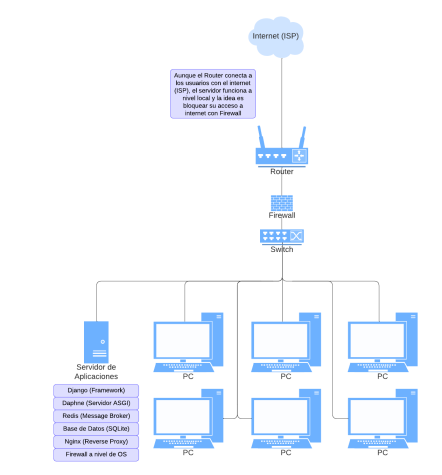 Internet (ISP)
Aunque el Router conecta a
los usuarios con el internet
(ISP), el servidor funciona a
nivel local y la idea es
bloquear su acceso a
internet con Firewall
Router
Firewall
Switch
Servidor de
Aplicaciones
PC
PC
PC
Django (Framework)
Daphne (Servidor ASGI)
Redis (Message Broker)
Base de Datos (SQLite)
Nginx (Reverse Proxy)
Firewall a nivel de OS
PC
PC
PC